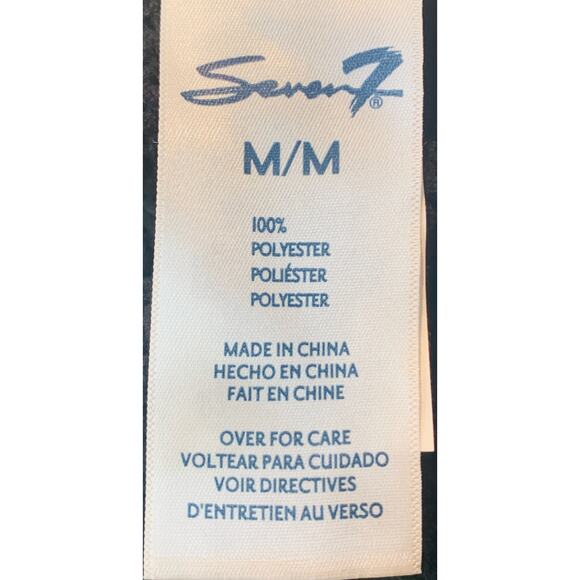 Seven7®
M/M
100%
POLYESTER
POLIÉSTER
POLYESTER
MADE IN CHINA
HECHO EN CHINA
FAIT EN CHINE
OVER FOR CARE
VOLTEAR PARA CUIDADO
VOIR DIRECTIVES
D'ENTRETIEN AU VERSO